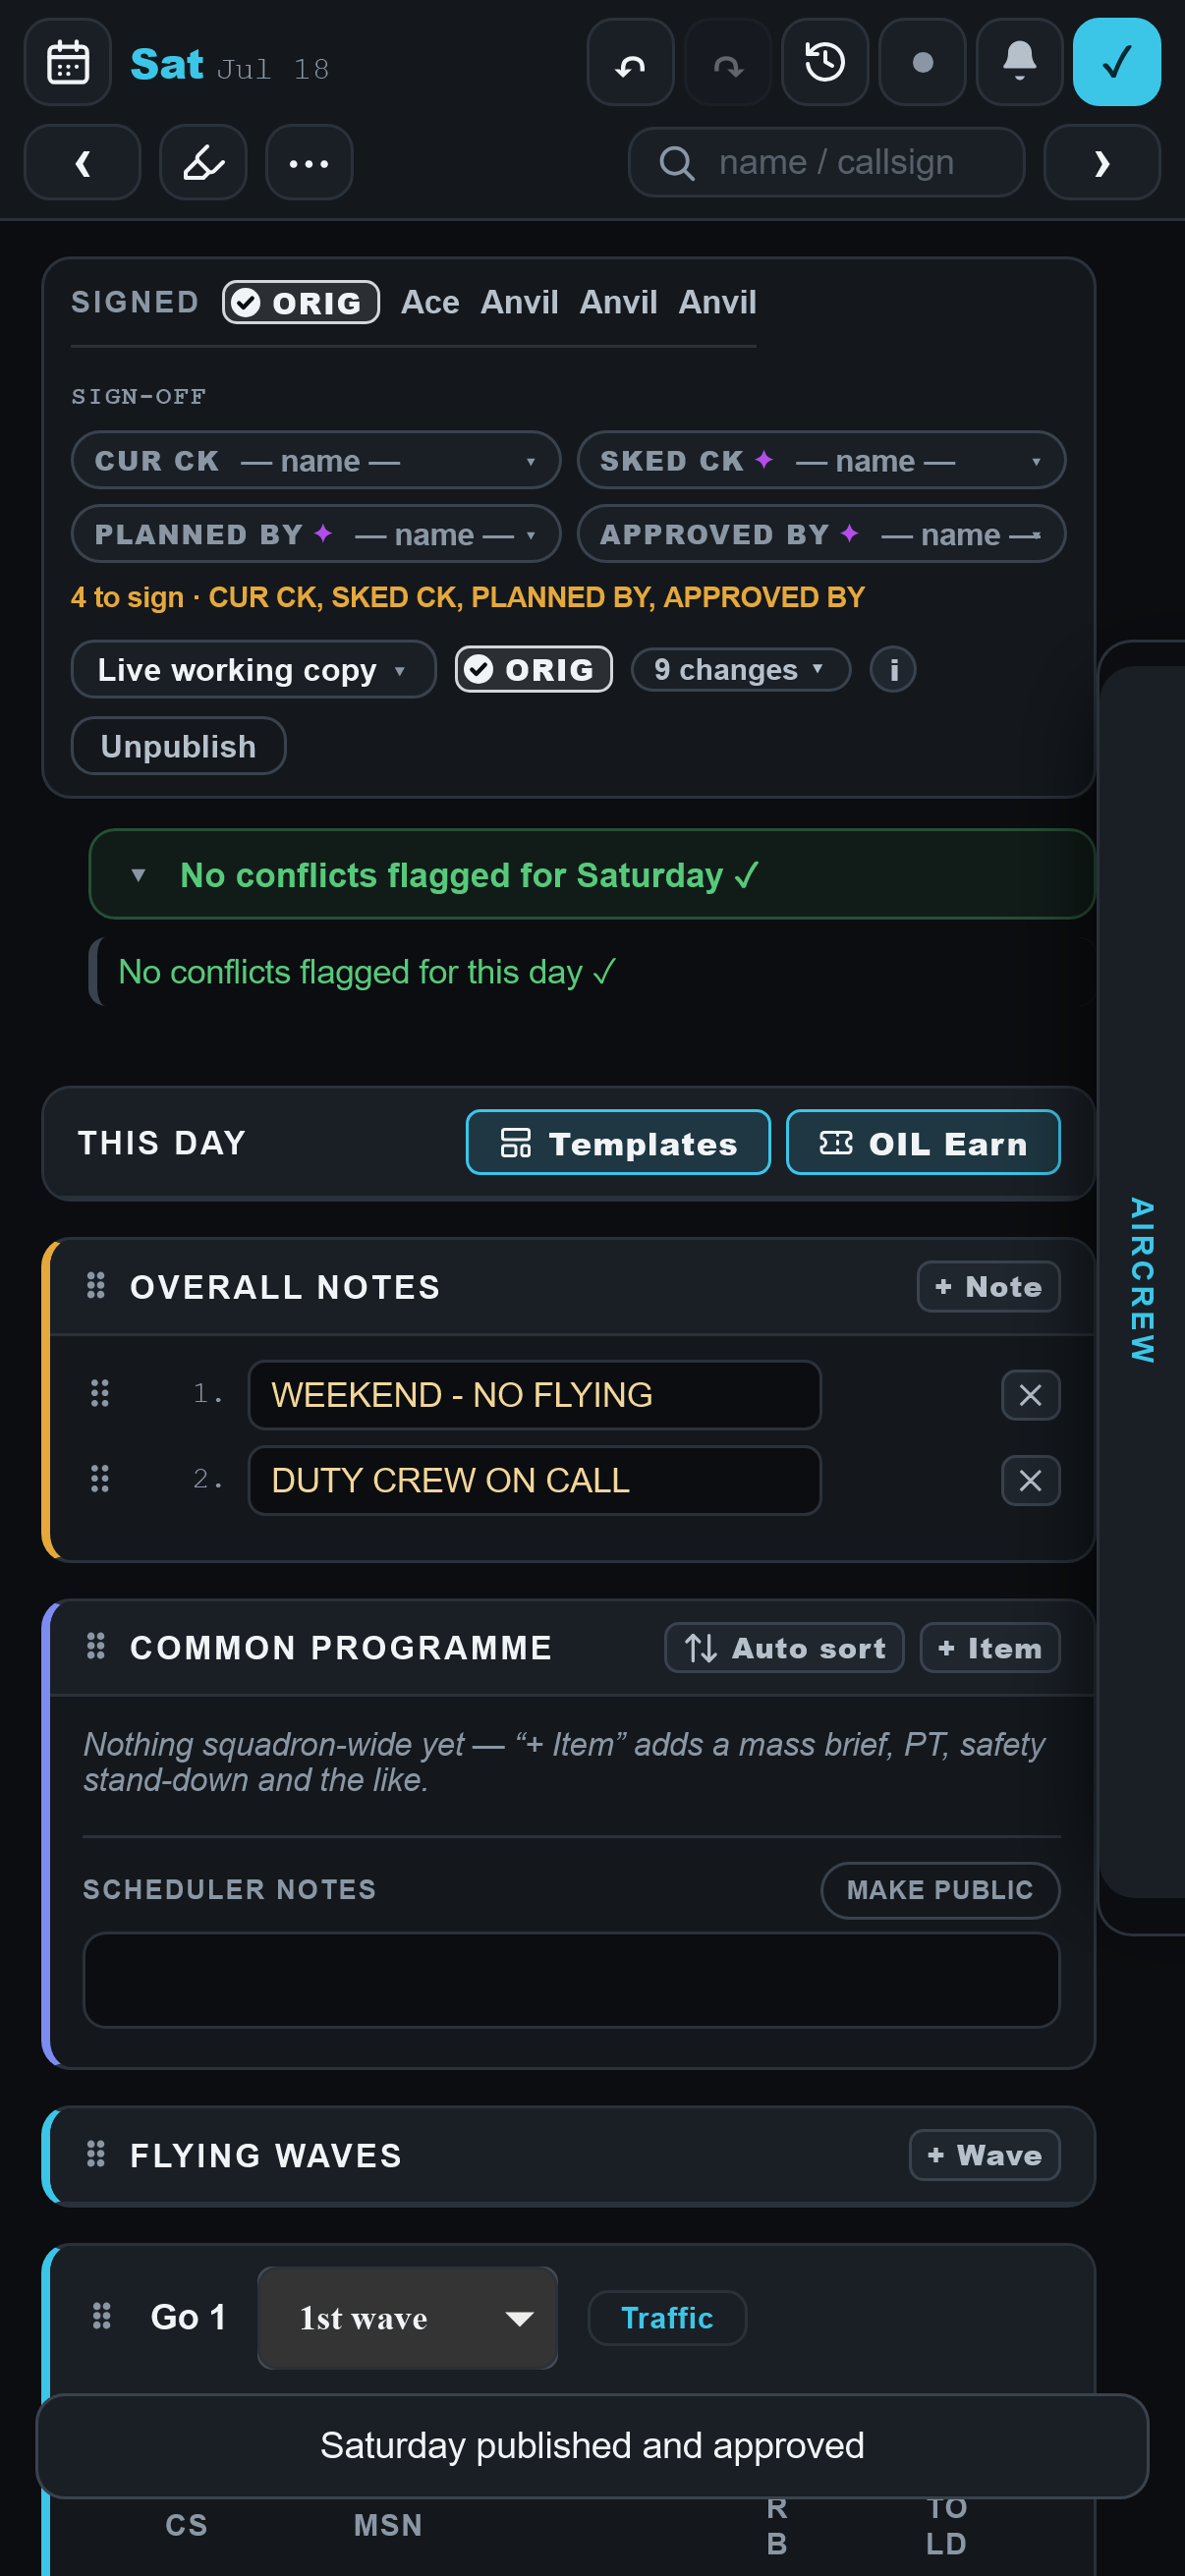 Sat Jul 18
name / callsign
SIGNED ORIG Ace Anvil Anvil Anvil
SIGN-OFF
CUR CK — name —
SKED CK — name —
PLANNED BY — name —
APPROVED BY — name —
4 to sign · CUR CK, SKED CK, PLANNED BY, APPROVED BY
Live working copy ORIG 9 changes i
Unpublish
No conflicts flagged for Saturday ✓
No conflicts flagged for this day ✓
AIRCREW
THIS DAY Templates OIL Earn
OVERALL NOTES + Note
1. WEEKEND - NO FLYING
2. DUTY CREW ON CALL
COMMON PROGRAMME Auto sort + Item
Nothing squadron-wide yet — “+ Item” adds a mass brief, PT, safety
stand-down and the like.
SCHEDULER NOTES MAKE PUBLIC
FLYING WAVES + Wave
Go 1 1st wave Traffic
Saturday published and approved
CS MSN R TO
B LD